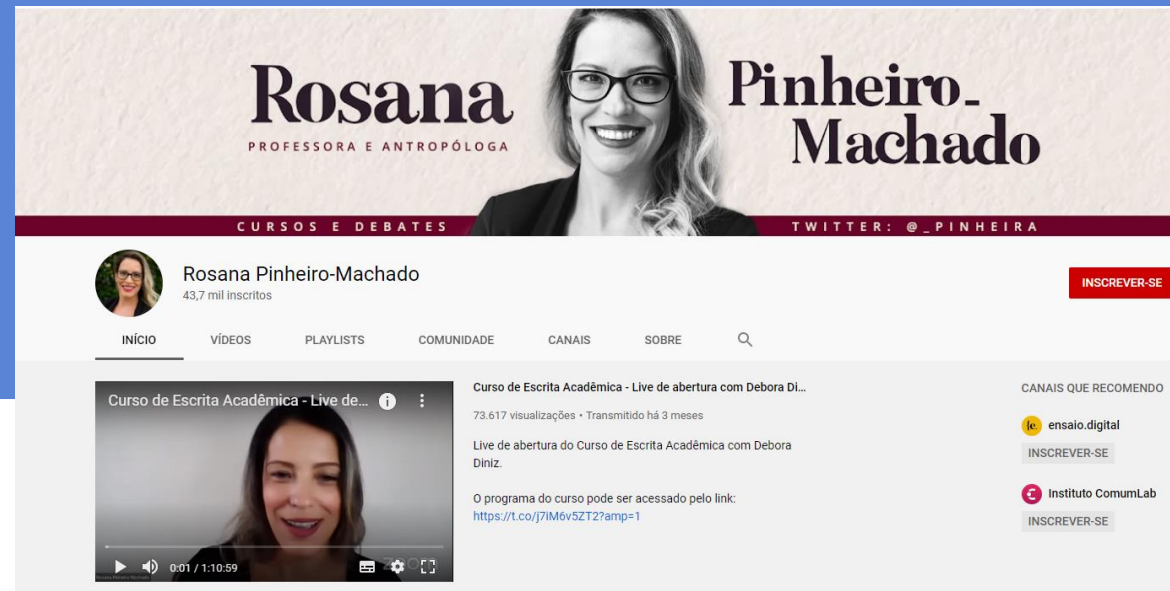 Rosana
PROFESSORA E ANTROPÓLOGA
Pinheiro-
Machado
CURSOS E DEBATES
TWITTER: @_PINHEIRA
Rosana Pinheiro-Machado
43,7 mil inscritos
INSCREVER-SE
INÍCIO VÍDEOS PLAYLISTS COMUNIDADE CANAIS SOBRE
Curso de Escrita Acadêmica - Live de...
0:01 / 1:10:59
Curso de Escrita Acadêmica - Live de abertura com Debora Di...
73.617 visualizações • Transmitido há 3 meses
Live de abertura do Curso de Escrita Acadêmica com Debora
Diniz.
O programa do curso pode ser acessado pelo link:
https://t.co/j7iM6v5ZT2?amp=1
CANAIS QUE RECOMENDO
ensaio.digital
INSCREVER-SE
Instituto ComumLab
INSCREVER-SE